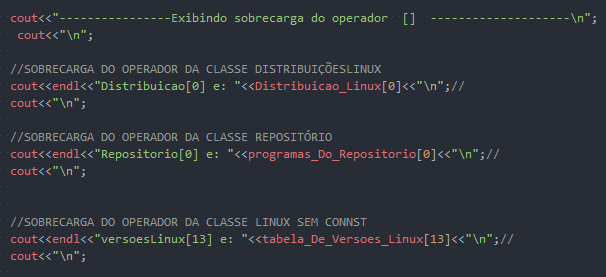 cout<<"----------------Exibindo sobrecarga do operador  []  --------------------\n";
cout<<"\n";
//SOBRECARGA DO OPERADOR DA CLASSE DISTRIBUIÇÕESLINUX
cout<<endl<<"Distribuicao[0] e: "<<Distribuicao_Linux[0]<<"\n";//
cout<<"\n";
//SOBRECARGA DO OPERADOR DA CLASSE REPOSITÓRIO
cout<<endl<<"Repositorio[0] e: "<<programas_Do_Repositorio[0]<<"\n";//
cout<<"\n";
//SOBRECARGA DO OPERADOR DA CLASSE LINUX SEM CONNST
cout<<endl<<"versoesLinux[13] e: "<<tabela_De_Versoes_Linux[13]<<"\n";//
cout<<"\n";